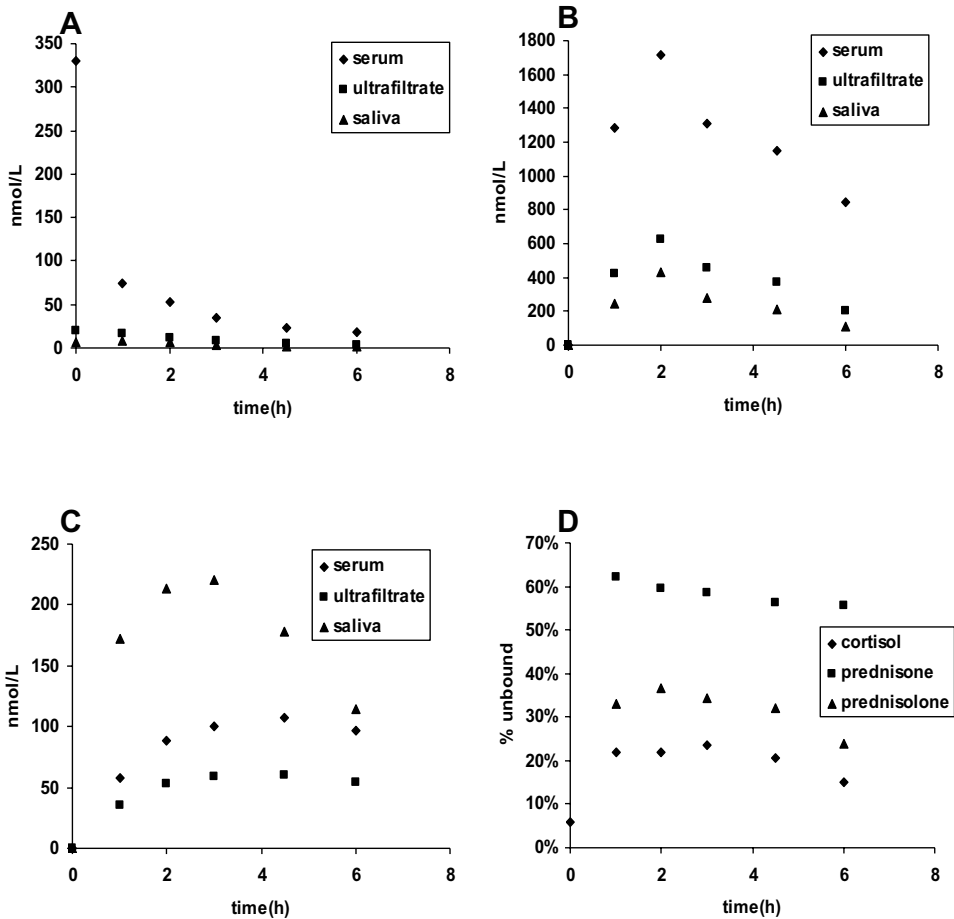 A
350
300
250
200
150
100
50
0
nmol/L
serum
ultrafiltrate
saliva
0 2 4 6 8
time(h)
B
1800
1600
1400
1200
1000
800
600
400
200
0
nmol/L
serum
ultrafiltrate
saliva
0 2 4 6 8
time(h)
C
250
200
150
100
50
0
nmol/L
serum
ultrafiltrate
saliva
0 2 4 6 8
time(h)
D
70%
60%
50%
40%
30%
20%
10%
0%
% unbound
cortisol
prednisone
prednisolone
0 2 4 6 8
time(h)